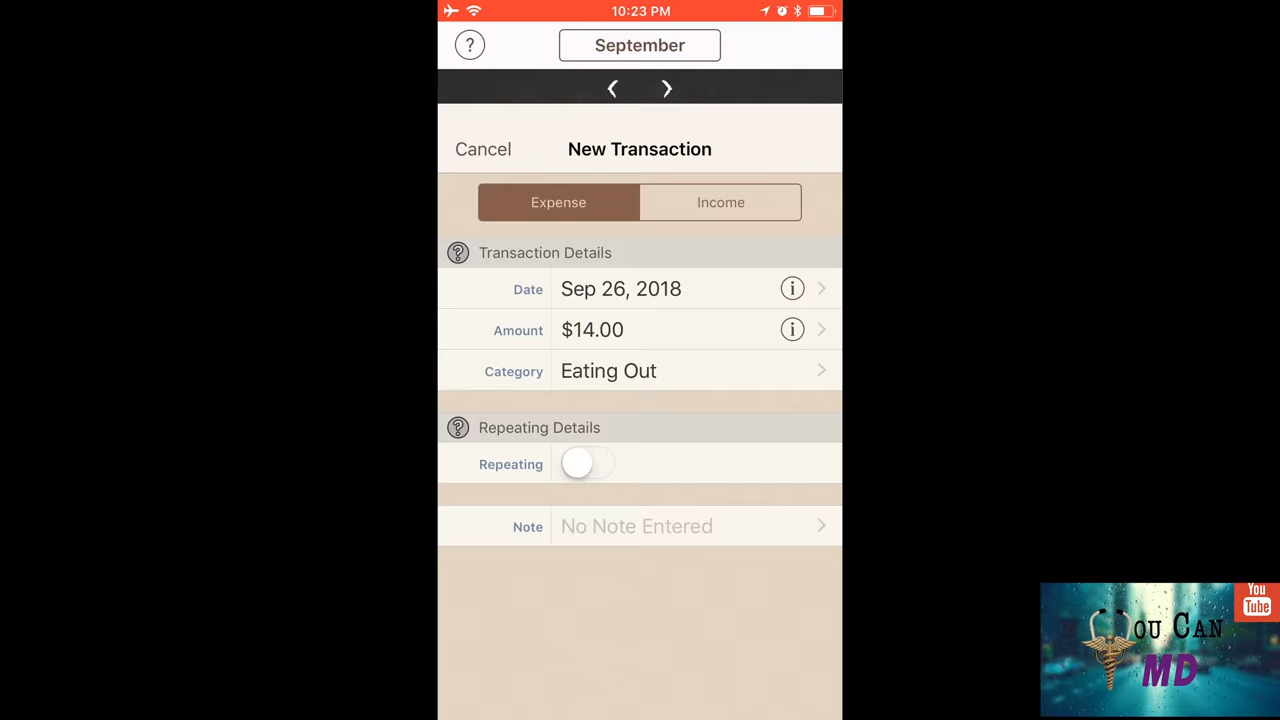 10:23 PM
? September
Cancel New Transaction
Expense Income
? Transaction Details
Date Sep 26, 2018 i
Amount $14.00 i
Category Eating Out
? Repeating Details
Repeating
Note No Note Entered
You
Tube
OU CAN
MD